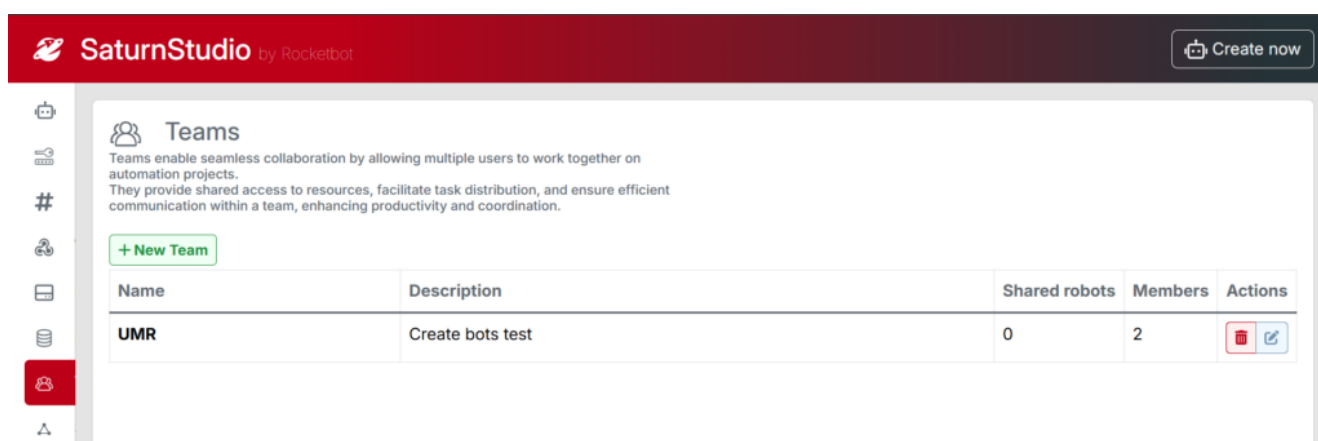 SaturnStudio by Rocketbot
Create now
Teams
Teams enable seamless collaboration by allowing multiple users to work together on
automation projects.
They provide shared access to resources, facilitate task distribution, and ensure efficient
communication within a team, enhancing productivity and coordination.
+ New Team
Name Description Shared robots Members Actions
UMR Create bots test 0 2